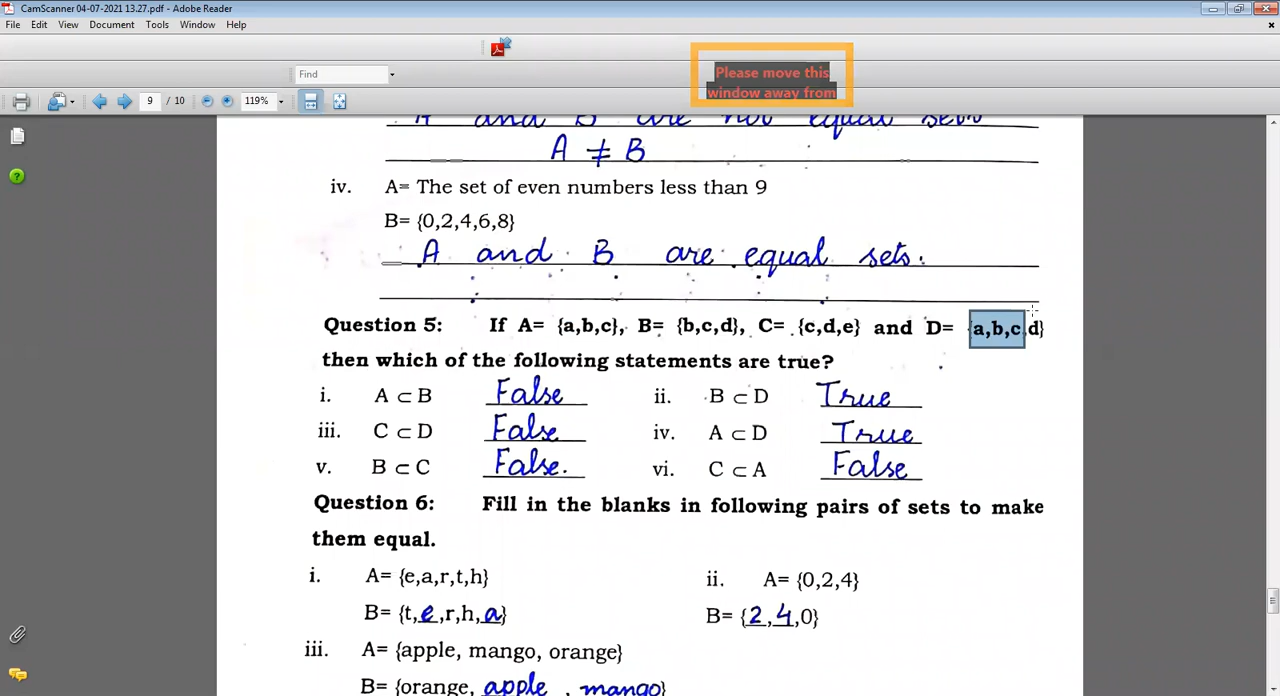 CamScanner 04-07-2021 13.27.pdf - Adobe Reader
File Edit View Document Tools Window Help
Please move this
window away from
Find
9 / 10 119%
A and B are not equal sets
A ≠ B
iv. A= The set of even numbers less than 9
B= {0,2,4,6,8}
A and B are equal sets.
Question 5: If A= {a,b,c}, B= {b,c,d}, C= {c,d,e} and D= {a,b,c,d}
then which of the following statements are true?
i. A ⊂ B False ii. B ⊂ D True
iii. C ⊂ D False iv. A ⊂ D True
v. B ⊂ C False. vi. C ⊂ A False
Question 6: Fill in the blanks in following pairs of sets to make
them equal.
i. A= {e,a,r,t,h} ii. A= {0,2,4}
B= {t,e,r,h,a} B= {2,4,0}
iii. A= {apple, mango, orange}
B= {orange, apple, mango}